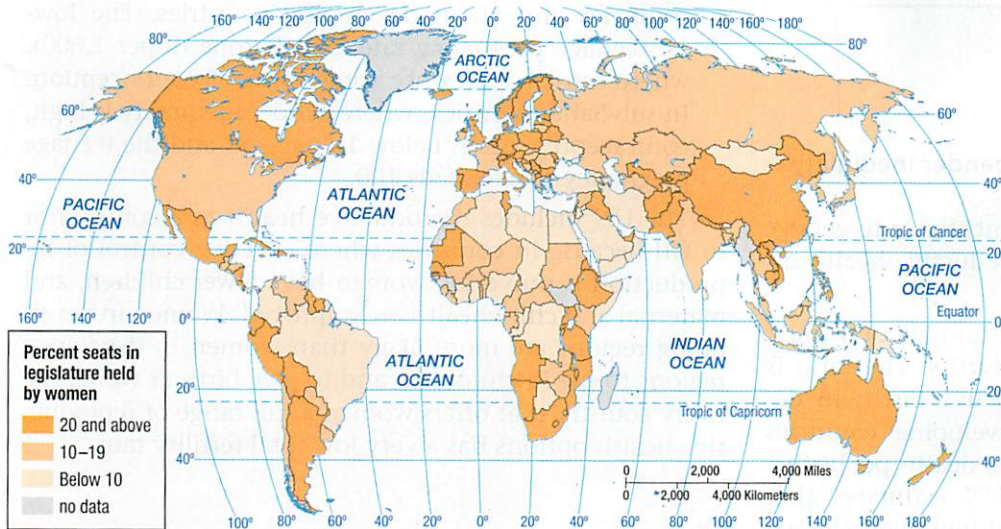 160° 140° 120° 60° 40° 20° 0° 20° 40° 60° 80° 100° 120° 140° 160° 180°
80° 80°
ARCTIC
OCEAN
60° 60°
40° 40°
PACIFIC
OCEAN
ATLANTIC
OCEAN
20° Tropic of Cancer 20°
PACIFIC
OCEAN
Equator
160° 140° 120° 0° 0° 0°
ATLANTIC
OCEAN
INDIAN
OCEAN
20° 20° Tropic of Capricorn 20°
40° 40° 40°
Percent seats in
legislature held
by women
20 and above
10–19
Below 10
no data
0 2,000 4,000 Miles
0 2,000 4,000 Kilometers
100° 80° 60° 40° 20° 0° 20° 40° 60° 80° 100° 120° 140° 160° 180°